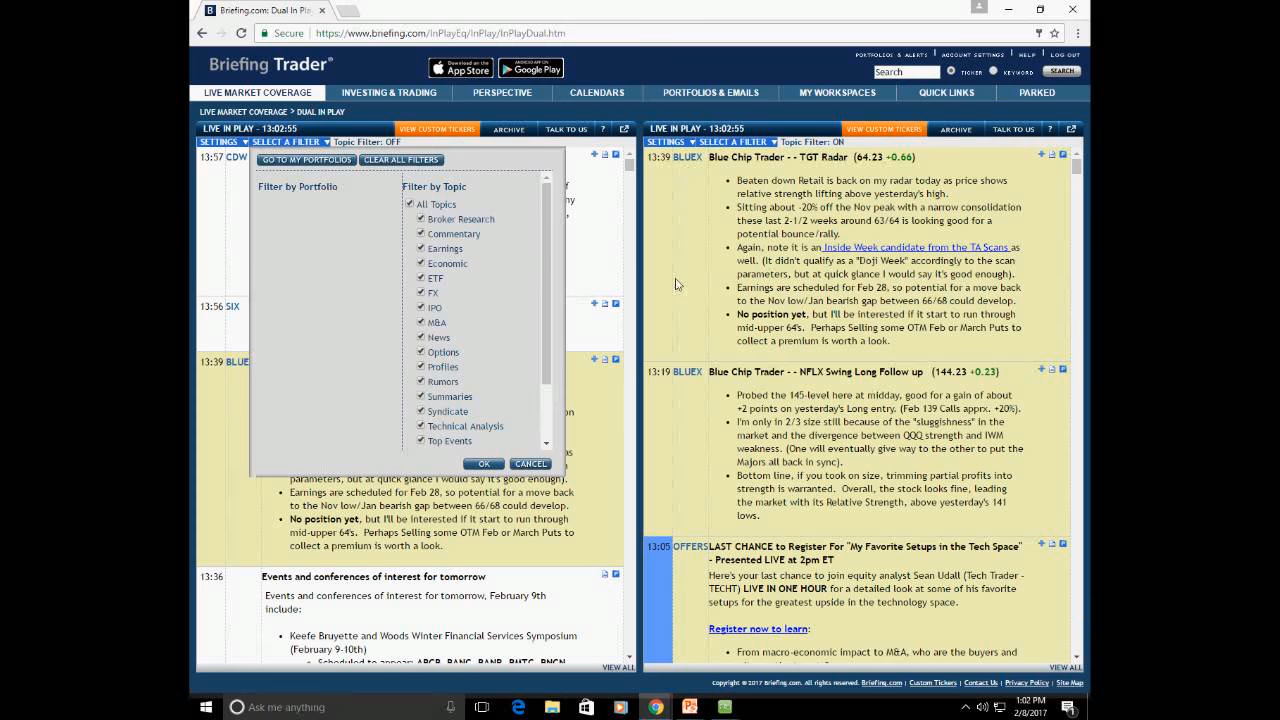 Briefing.com: Dual In Pla
Secure
https://www.briefing.com/InPlayEq/InPlay/InPlayDual.htm
PORTFOLIOS & ALERTS | ACCOUNT SETTINGS | HELP | LOG OUT
Briefing Trader®
Download on the App Store
ANDROID APP ON Google Play
Search
TICKER
KEYWORD
SEARCH
LIVE MARKET COVERAGE
INVESTING & TRADING
PERSPECTIVE
CALENDARS
PORTFOLIOS & EMAILS
MY WORKSPACES
QUICK LINKS
PARKED
LIVE MARKET COVERAGE > DUAL IN PLAY
LIVE IN PLAY - 13:02:55
VIEW CUSTOM TICKERS
ARCHIVE
TALK TO US
?
SETTINGS ▼ SELECT A FILTER ▼ Topic Filter: OFF
13:57 CDW
GO TO MY PORTFOLIOS
CLEAR ALL FILTERS
Filter by Portfolio
Filter by Topic
All Topics
Broker Research
Commentary
Earnings
Economic
ETF
FX
IPO
M&A
News
Options
Profiles
Rumors
Summaries
Syndicate
Technical Analysis
Top Events
OK
CANCEL
13:56 SIX
13:39 BLUE
parameters, but at quick glance I would say it's good enough).
• Earnings are scheduled for Feb 28, so potential for a move back
to the Nov low/Jan bearish gap between 66/68 could develop.
• No position yet, but I'll be interested if it start to run through
mid-upper 64's. Perhaps Selling some OTM Feb or March Puts to
collect a premium is worth a look.
13:36
Events and conferences of interest for tomorrow
Events and conferences of interest for tomorrow, February 9th
include:
• Keefe Bruyette and Woods Winter Financial Services Symposium
(February 9-10th)
• Scheduled to appear: ABCB, BANC, BANR, BMTC, BNCN,
VIEW ALL
LIVE IN PLAY - 13:02:55
VIEW CUSTOM TICKERS
ARCHIVE
TALK TO US
?
SETTINGS ▼ SELECT A FILTER ▼ Topic Filter: ON
13:39 BLUEX Blue Chip Trader - - TGT Radar (64.23 +0.66)
• Beaten down Retail is back on my radar today as price shows
relative strength lifting above yesterday's high.
• Sitting about -20% off the Nov peak with a narrow consolidation
these last 2-1/2 weeks around 63/64 is looking good for a
potential bounce/rally.
• Again, note it is an Inside Week candidate from the TA Scans as
well. (It didn't qualify as a "Doji Week" accordingly to the scan
parameters, but at quick glance I would say it's good enough).
• Earnings are scheduled for Feb 28, so potential for a move back
to the Nov low/Jan bearish gap between 66/68 could develop.
• No position yet, but I'll be interested if it start to run through
mid-upper 64's. Perhaps Selling some OTM Feb or March Puts to
collect a premium is worth a look.
13:19 BLUEX Blue Chip Trader - - NFLX Swing Long Follow up (144.23 +0.23)
• Probed the 145-level here at midday, good for a gain of about
+2 points on yesterday's Long entry. (Feb 139 Calls apprx. +20%).
• I'm only in 2/3 size still because of the "sluggishness" in the
market and the divergence between QQQ strength and IWM
weakness. (One will eventually give way to the other to put the
Majors all back in sync).
• Bottom line, if you took on size, trimming partial profits into
strength is warranted. Overall, the stock looks fine, leading
the market with its Relative Strength, above yesterday's 141
lows.
13:05 OFFERS LAST CHANCE to Register For "My Favorite Setups in the Tech Space"
- Presented LIVE at 2pm ET
Here's your last chance to join equity analyst Sean Udall (Tech Trader -
TECHT) LIVE IN ONE HOUR for a detailed look at some of his favorite
setups for the greatest upside in the technology space.
Register now to learn:
• From macro-economic impact to M&A, who are the buyers and
VIEW ALL
Copyright © 2017 Briefing.com. All rights reserved. Briefing.com | Custom Tickers | Contact Us | Privacy Policy | Site Map
Ask me anything
1:02 PM
2/8/2017